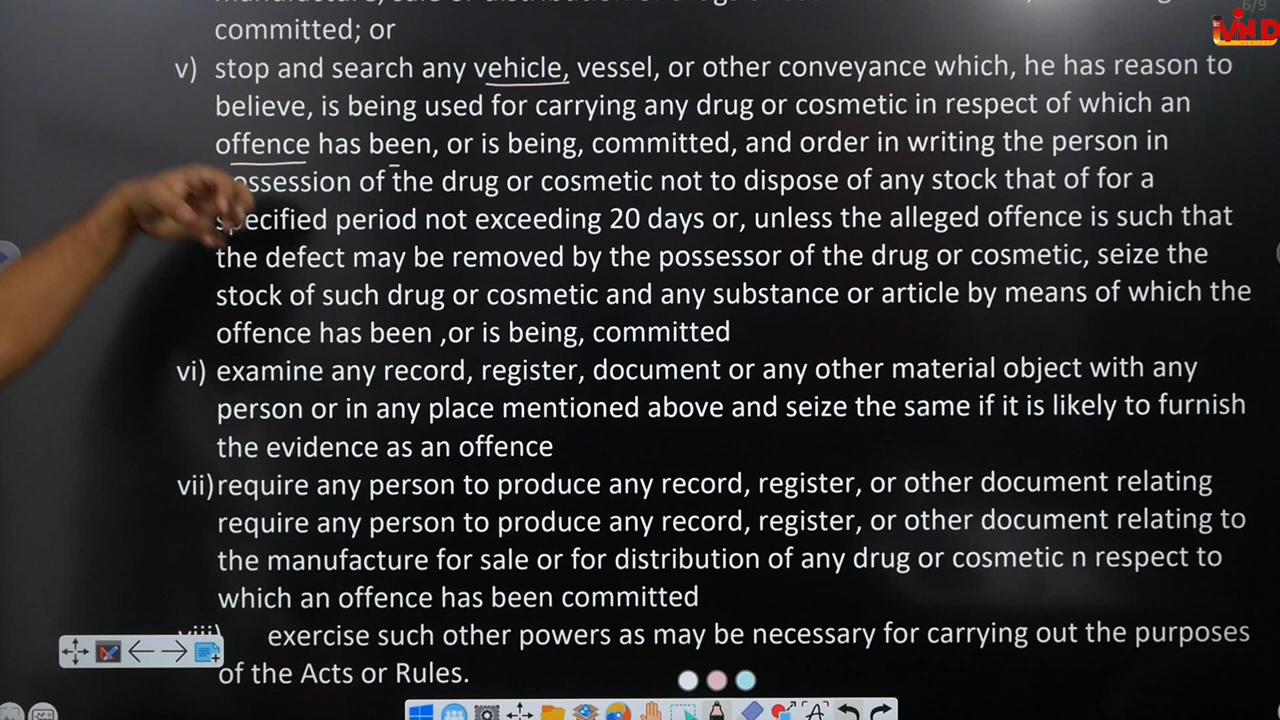 6/9
committed; or
v) stop and search any vehicle, vessel, or other conveyance which, he has reason to
believe, is being used for carrying any drug or cosmetic in respect of which an
offence has been, or is being, committed, and order in writing the person in
possession of the drug or cosmetic not to dispose of any stock that of for a
specified period not exceeding 20 days or, unless the alleged offence is such that
the defect may be removed by the possessor of the drug or cosmetic, seize the
stock of such drug or cosmetic and any substance or article by means of which the
offence has been ,or is being, committed
vi) examine any record, register, document or any other material object with any
person or in any place mentioned above and seize the same if it is likely to furnish
the evidence as an offence
vii)require any person to produce any record, register, or other document relating
require any person to produce any record, register, or other document relating to
the manufacture for sale or for distribution of any drug or cosmetic n respect to
which an offence has been committed
viii) exercise such other powers as may be necessary for carrying out the purposes
of the Acts or Rules.